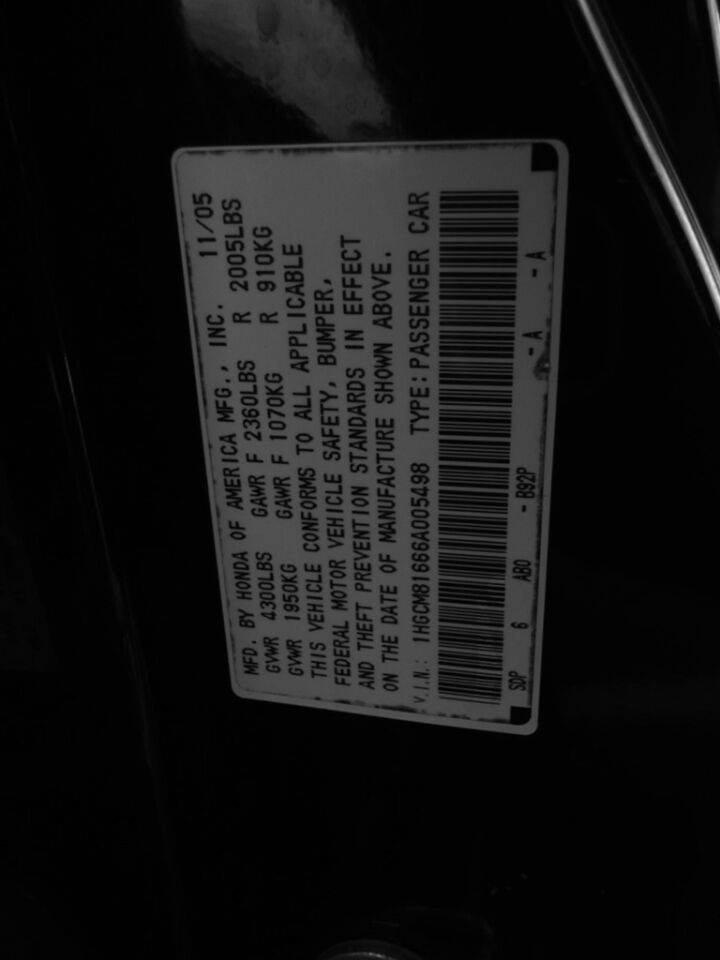 MFD. BY HONDA OF AMERICA MFG., INC. 11/05
GVWR 4300LBS GAWR F 2360LBS R 2005LBS
GVWR 1950KG GAWR F 1070KG R 910KG
THIS VEHICLE CONFORMS TO ALL APPLICABLE
FEDERAL MOTOR VEHICLE SAFETY, BUMPER,
AND THEFT PREVENTION STANDARDS IN EFFECT
ON THE DATE OF MANUFACTURE SHOWN ABOVE.
V.I.N.: 1HGCM81666A005498 TYPE: PASSENGER CAR
SDP 6 ABO - B92P - A - A